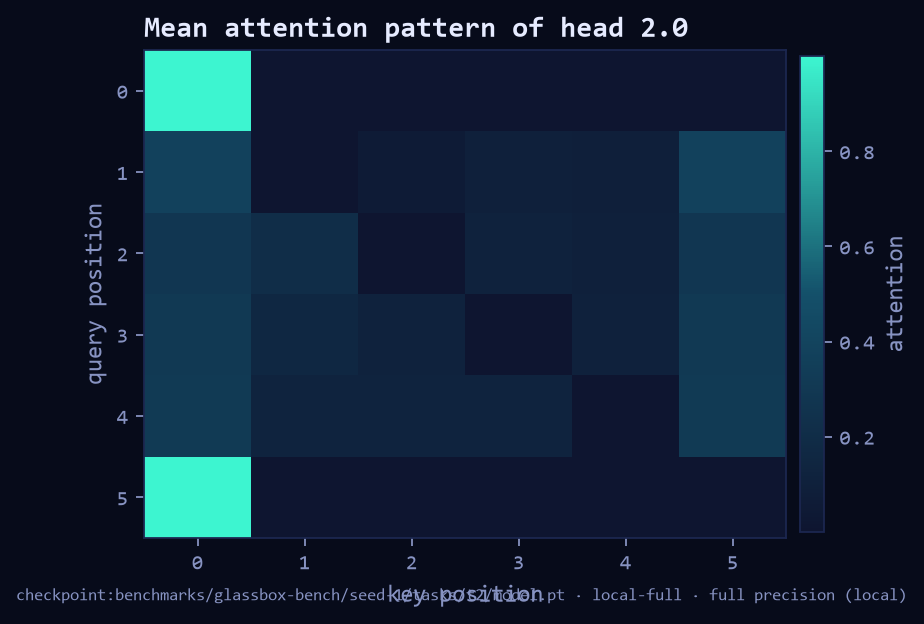 Mean attention pattern of head 2.0
0
1
2
3
4
5
query position
0 1 2 3 4 5
key position
0.8
0.6
0.4
0.2
attention
checkpoint:benchmarks/glassbox-bench/seed- · local-full · full precision (local)